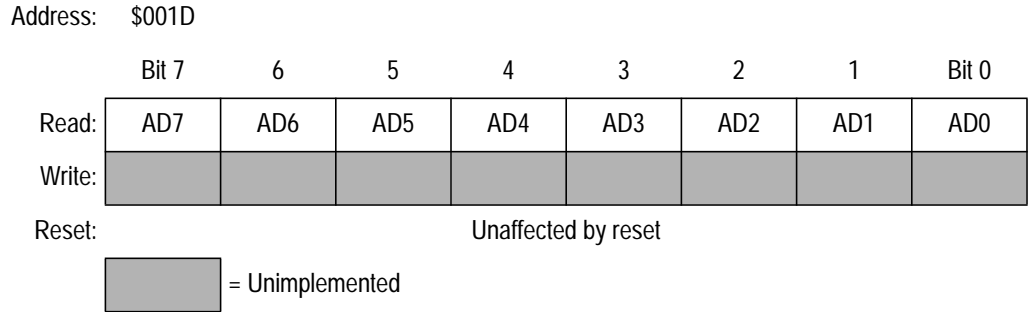 Address: $001D
Bit 7 6 5 4 3 2 1 Bit 0
Read: AD7 AD6 AD5 AD4 AD3 AD2 AD1 AD0
Write:
Reset: Unaffected by reset
= Unimplemented